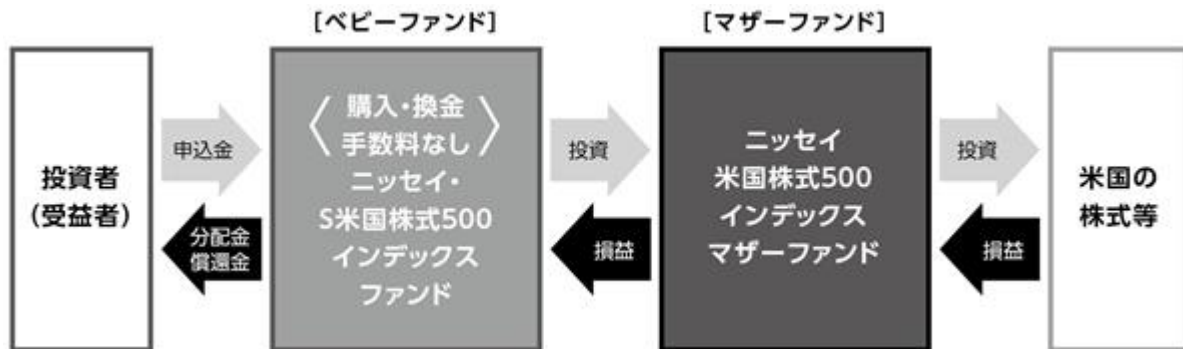 [ベビーファンド]
[マザーファンド]
投資者
（受益者）
申込金
分配金
償還金
〈購入・換金
手数料なし〉
ニッセイ・
S米国株式500
インデックス
ファンド
投資
損益
ニッセイ
米国株式500
インデックス
マザーファンド
投資
損益
米国の
株式等